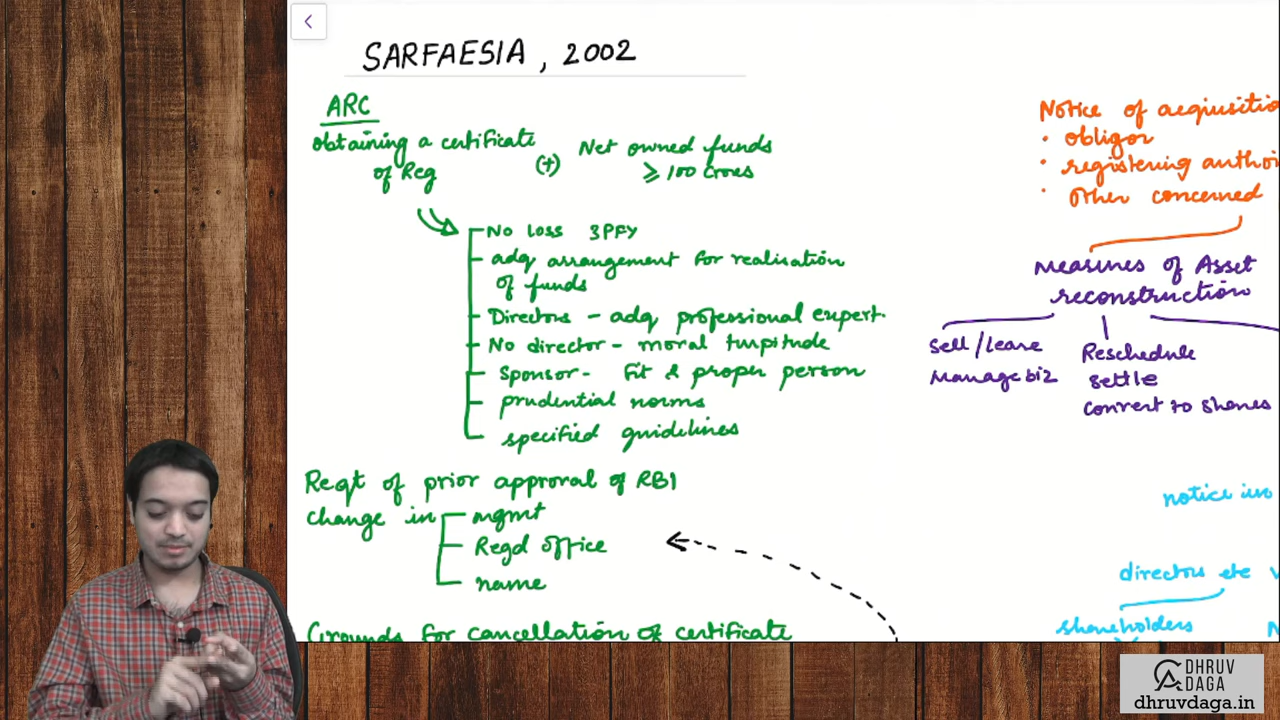 SARFAESIA, 2002
ARC
obtaining a certificate
of Reg
(+)
Net owned funds
≥ 100 Crores
No loss 3PFY
adq arrangement for realisation
of funds
Directors - adq professional expert.
No director - moral turpitude
Sponsor - Fit & proper person
prudential norms
specified guidelines
Reqt of prior approval of RBI
change in
mgmt
Regd office
name
Grounds for cancellation of certificate
Notice of acqiusitio
• obligor
• registering authori
• Other concerned
Measures of Asset
reconstruction
Sell/lease
Manage biz
Reschedule
Settle
Convert to shares
notice inv
directors etc
shareholders
DHRUV
DAGA
dhruvdaga.in